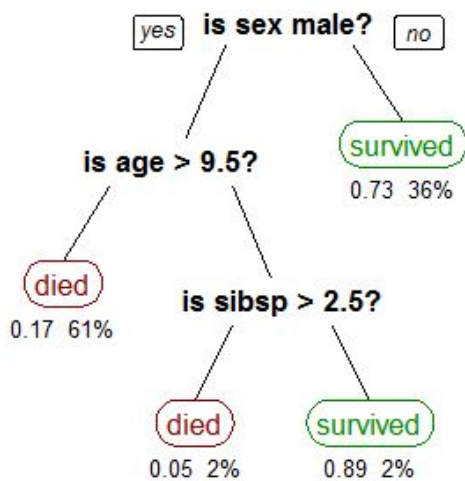 yes is sex male? no
survived
0.73 36%
is age > 9.5?
died
0.17 61%
is sibsp > 2.5?
died survived
0.05 2% 0.89 2%